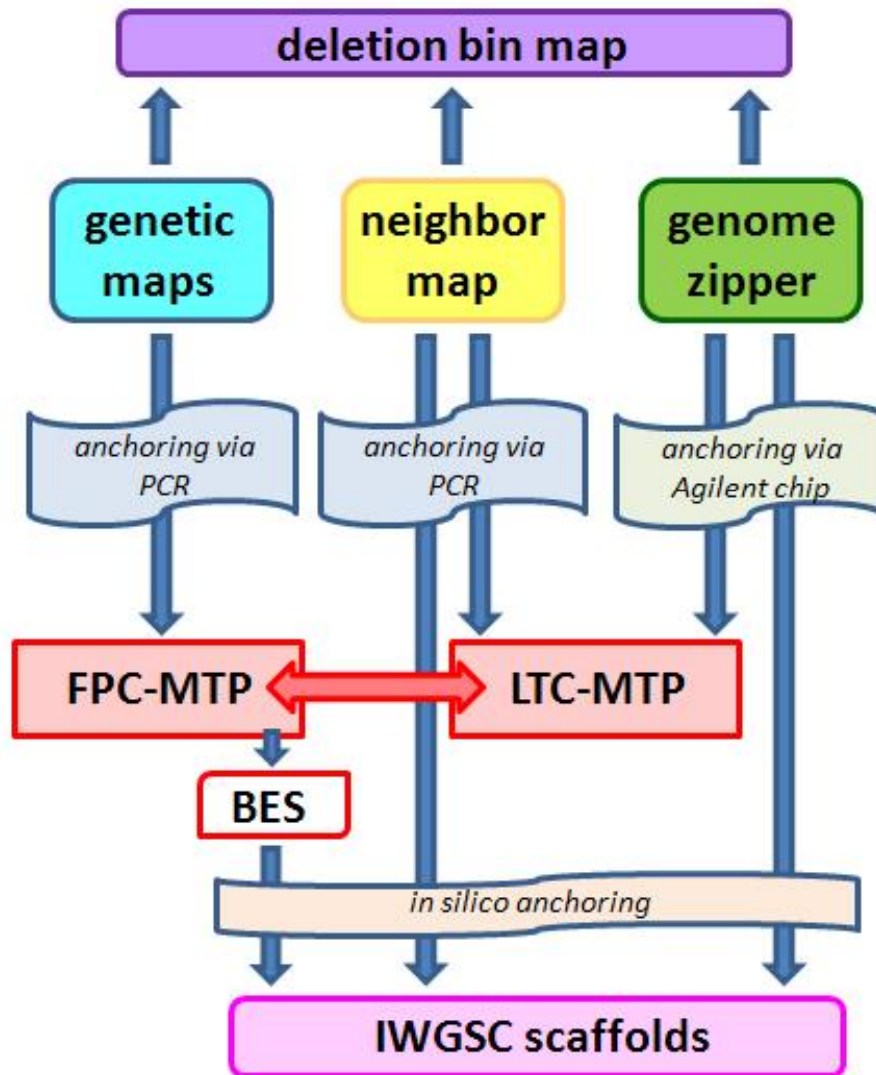 deletion bin map
genetic
maps
neighbor
map
genome
zipper
anchoring via
PCR
anchoring via
PCR
anchoring via
Agilent chip
FPC-MTP
LTC-MTP
BES
in silico anchoring
IWGSC scaffolds